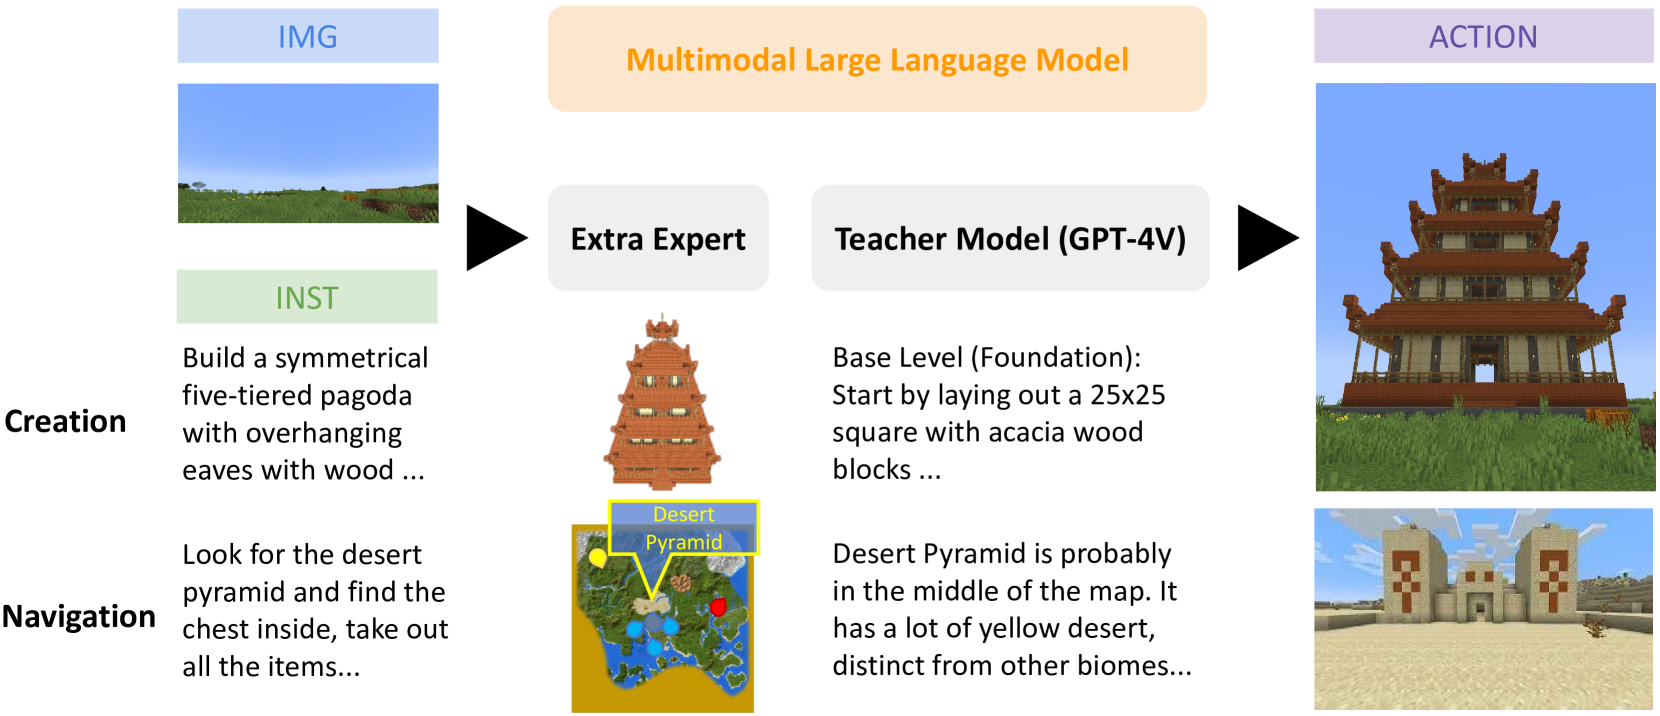 IMG
Multimodal Large Language Model
ACTION
Extra Expert
Teacher Model (GPT-4V)
INST
Creation
Build a symmetrical
five-tiered pagoda
with overhanging
eaves with wood ...
Base Level (Foundation):
Start by laying out a 25x25
square with acacia wood
blocks ...
Navigation
Look for the desert
pyramid and find the
chest inside, take out
all the items...
Desert
Pyramid
Desert Pyramid is probably
in the middle of the map. It
has a lot of yellow desert,
distinct from other biomes...